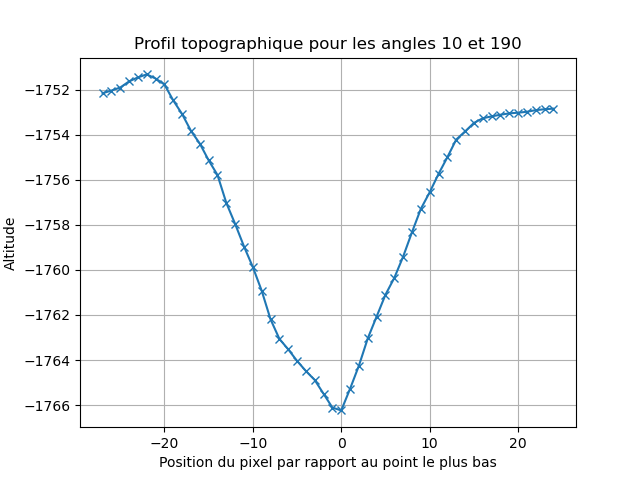 Profil topographique pour les angles 10 et 190
−1752
−1754
−1756
−1758
−1760
−1762
−1764
−1766
Altitude
−20 −10 0 10 20
Position du pixel par rapport au point le plus bas